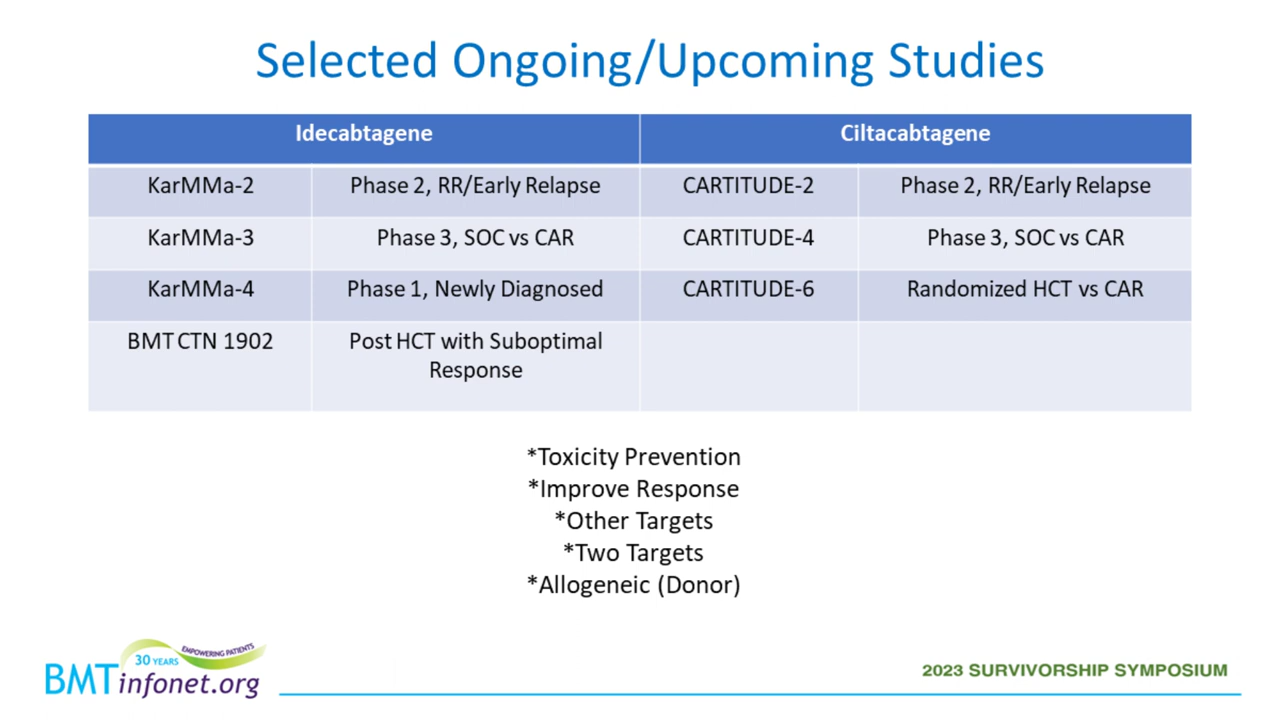 Selected Ongoing/Upcoming Studies
Idecabtagene Ciltacabtagene
KarMMa-2 Phase 2, RR/Early Relapse CARTITUDE-2 Phase 2, RR/Early Relapse
KarMMa-3 Phase 3, SOC vs CAR CARTITUDE-4 Phase 3, SOC vs CAR
KarMMa-4 Phase 1, Newly Diagnosed CARTITUDE-6 Randomized HCT vs CAR
BMT CTN 1902 Post HCT with Suboptimal
Response
*Toxicity Prevention
*Improve Response
*Other Targets
*Two Targets
*Allogeneic (Donor)
30 YEARS EMPOWERING PATIENTS
BMTinfonet.org
2023 SURVIVORSHIP SYMPOSIUM